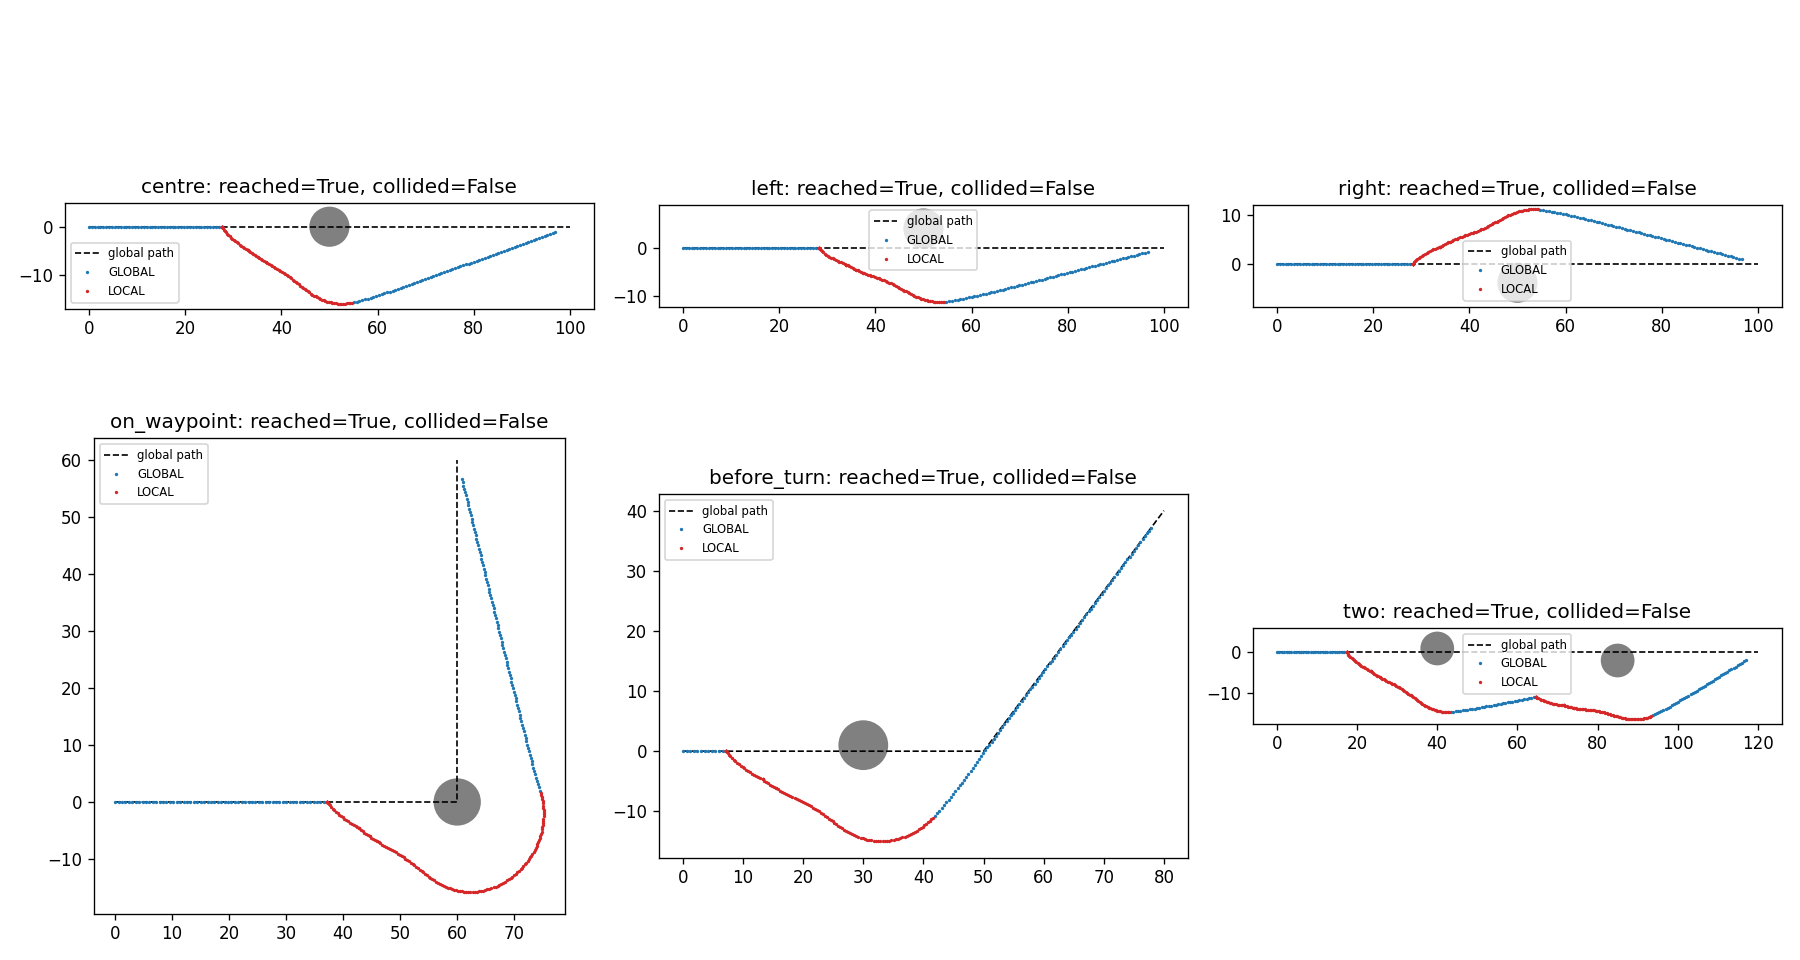 centre: reached=True, collided=False
0
−10
global path
GLOBAL
LOCAL
0 20 40 60 80 100
left: reached=True, collided=False
0
−10
global path
GLOBAL
LOCAL
0 20 40 60 80 100
right: reached=True, collided=False
10
0
global path
GLOBAL
LOCAL
0 20 40 60 80 100
on_waypoint: reached=True, collided=False
60
50
40
30
20
10
0
−10
global path
GLOBAL
LOCAL
0 10 20 30 40 50 60 70
before_turn: reached=True, collided=False
40
30
20
10
0
−10
global path
GLOBAL
LOCAL
0 10 20 30 40 50 60 70 80
two: reached=True, collided=False
0
−10
global path
GLOBAL
LOCAL
0 20 40 60 80 100 120